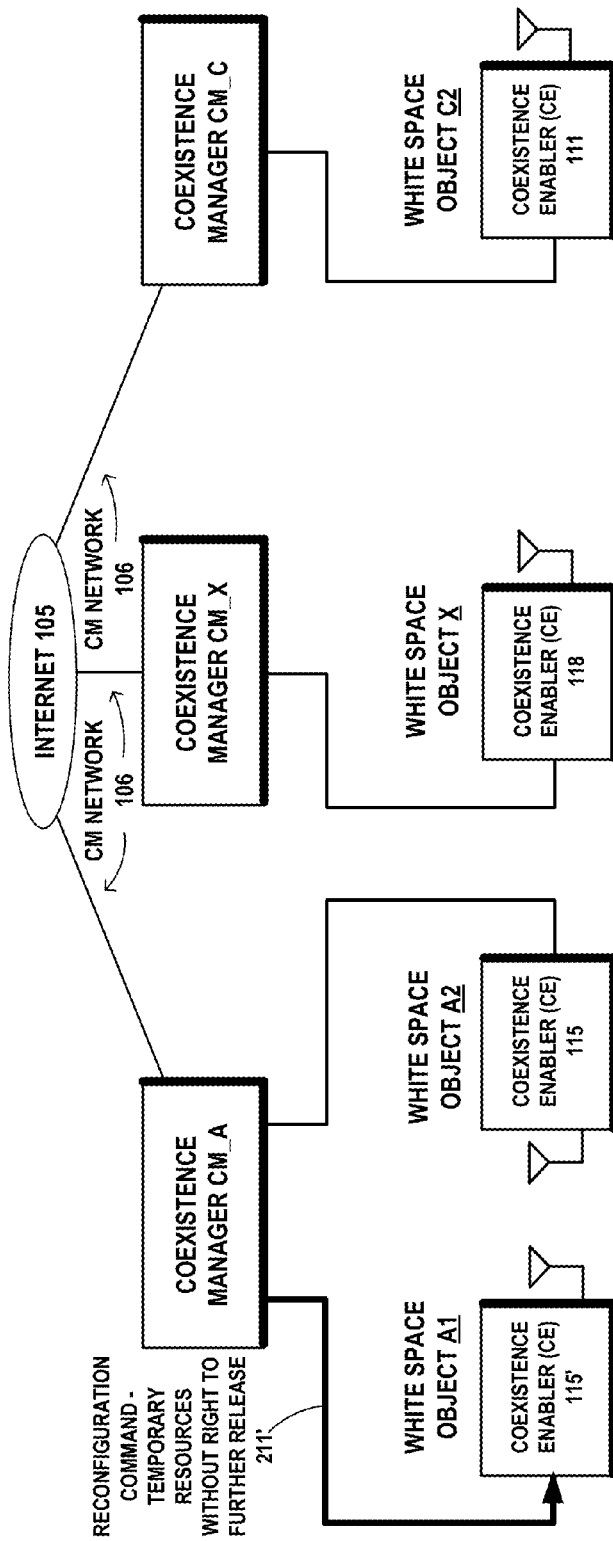 INTERNET 105
CM NETWORK
106
CM NETWORK
106
RECONFIGURATION
COMMAND -
TEMPORARY
RESOURCES
WITHOUT RIGHT TO
FURTHER RELEASE
211'
COEXISTENCE
MANAGER CM_A
COEXISTENCE
MANAGER CM_X
COEXISTENCE
MANAGER CM_C
WHITE SPACE
OBJECT A1
COEXISTENCE
ENABLER (CE)
115'
WHITE SPACE
OBJECT A2
COEXISTENCE
ENABLER (CE)
115
WHITE SPACE
OBJECT X
COEXISTENCE
ENABLER (CE)
118
WHITE SPACE
OBJECT C2
COEXISTENCE
ENABLER (CE)
111